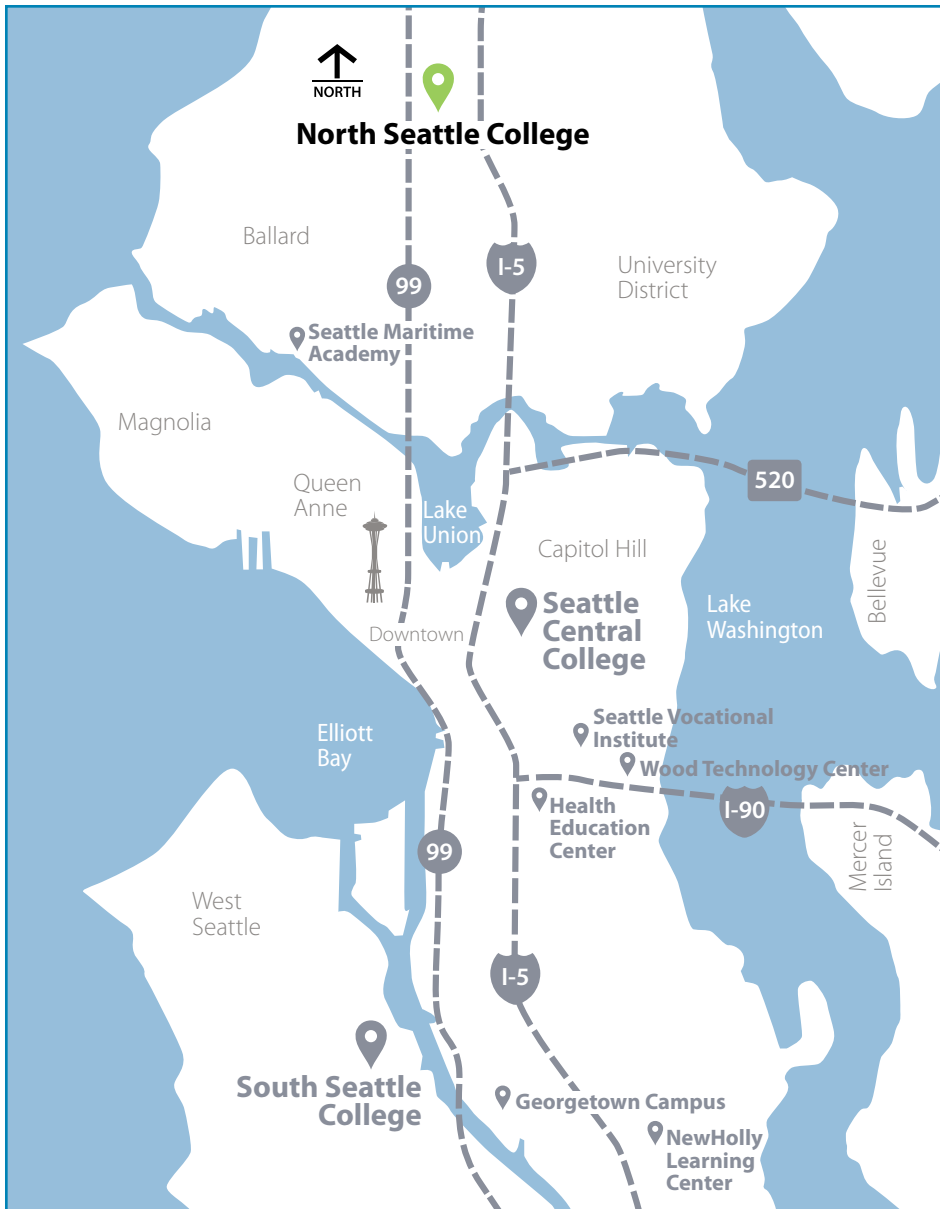 NORTH
North Seattle College
Ballard
I-5
University
District
99
Seattle Maritime
Academy
Magnolia
Queen
Anne
520
Lake
Union
Capitol Hill
Bellevue
Seattle
Central
College
Lake
Washington
Downtown
Elliott
Bay
Seattle Vocational
Institute
Wood Technology Center
Health
Education
Center
I-90
99
Mercer
Island
West
Seattle
I-5
South Seattle
College
Georgetown Campus
NewHolly
Learning
Center